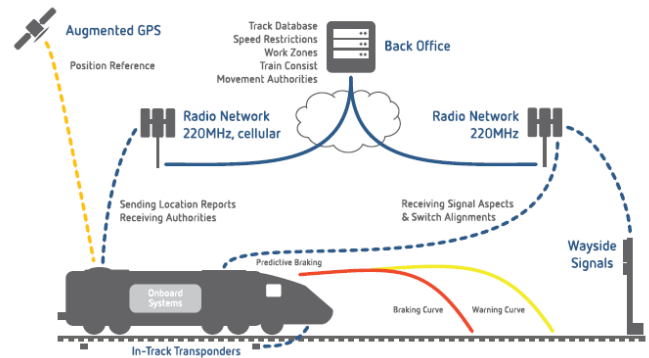 Augmented GPS
Position Reference
Track Database
Speed Restrictions
Work Zones
Train Consist
Movement Authorities
Back Office
Radio Network
220MHz, cellular
Radio Network
220MHz
Sending Location Reports
Receiving Authorities
Receiving Signal Aspects
& Switch Alignments
Wayside
Signals
Predictive Braking
Onboard
Systems
Braking Curve
Warning Curve
In-Track Transponders